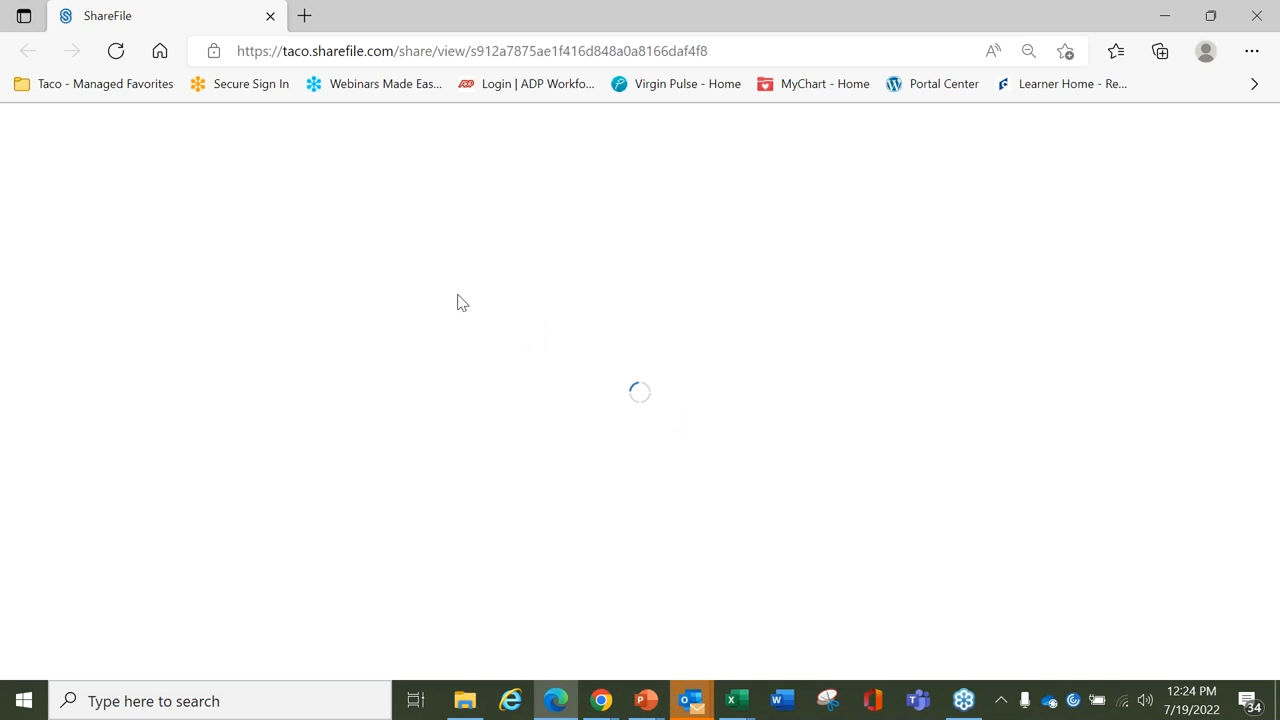 ShareFile
https://taco.sharefile.com/share/view/s912a7875ae1f416d848a0a8166daf4f8
Taco - Managed Favorites
Secure Sign In
Webinars Made Eas...
Login | ADP Workfo...
Virgin Pulse - Home
MyChart - Home
Portal Center
Learner Home - Re...
Type here to search
12:24 PM
7/19/2022
34